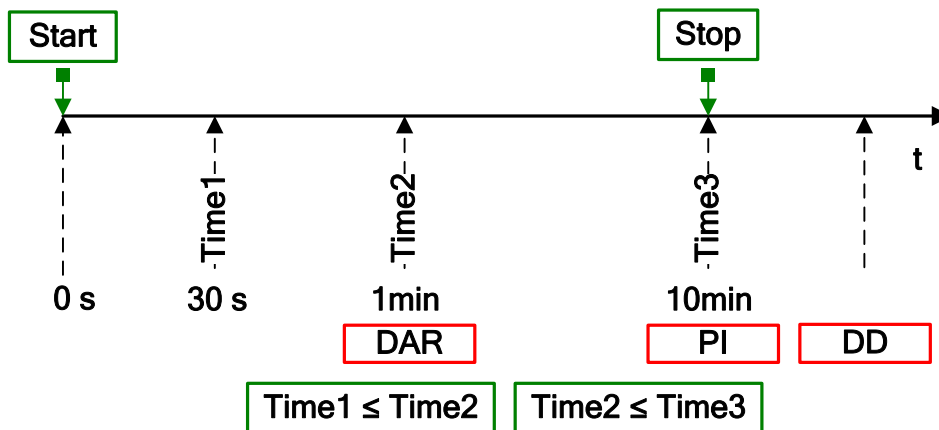 Start
Stop
t
Time1
Time2
Time3
0 s
30 s
1min
10min
DAR
PI
DD
Time1 ≤ Time2
Time2 ≤ Time3